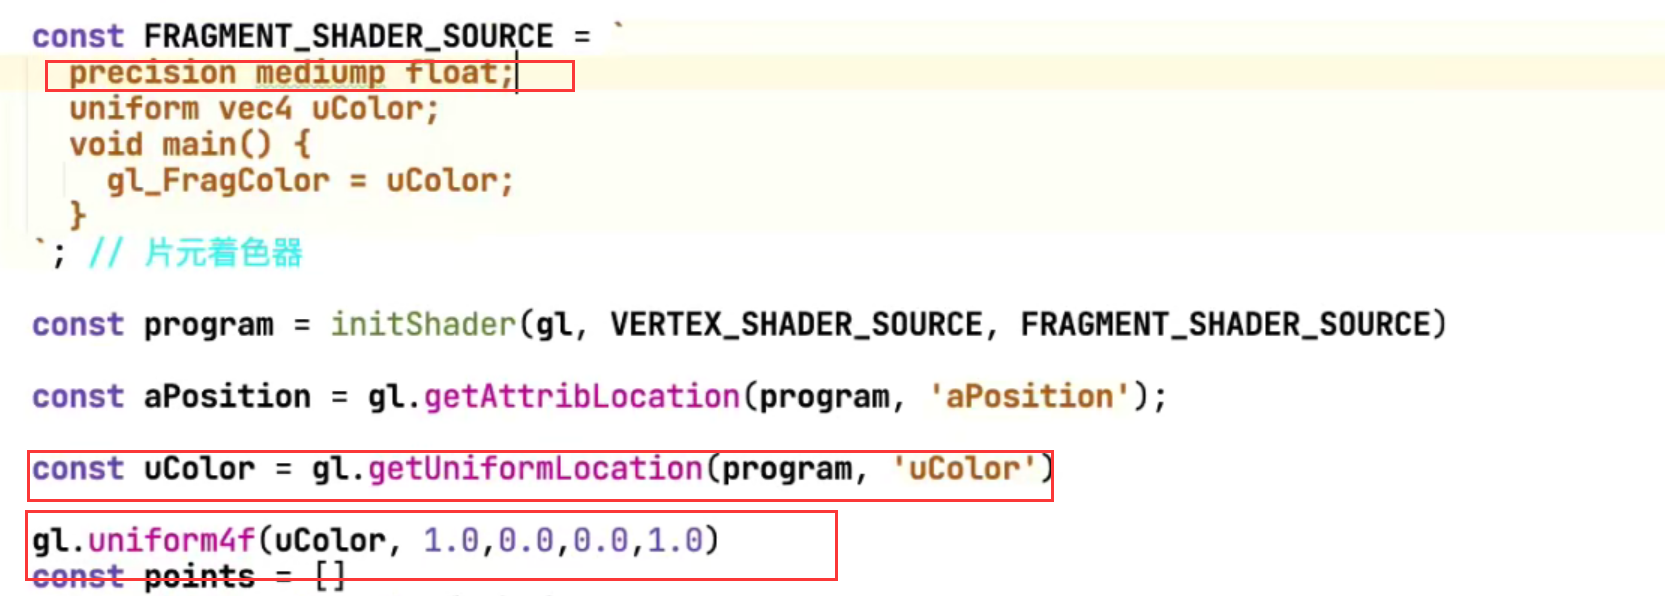 const FRAGMENT_SHADER_SOURCE = `
precision mediump float;
uniform vec4 uColor;
void main() {
gl_FragColor = uColor;
}
`; // 片元着色器
const program = initShader(gl, VERTEX_SHADER_SOURCE, FRAGMENT_SHADER_SOURCE)
const aPosition = gl.getAttribLocation(program, 'aPosition');
const uColor = gl.getUniformLocation(program, 'uColor')
gl.uniform4f(uColor, 1.0,0.0,0.0,1.0)
const points = []